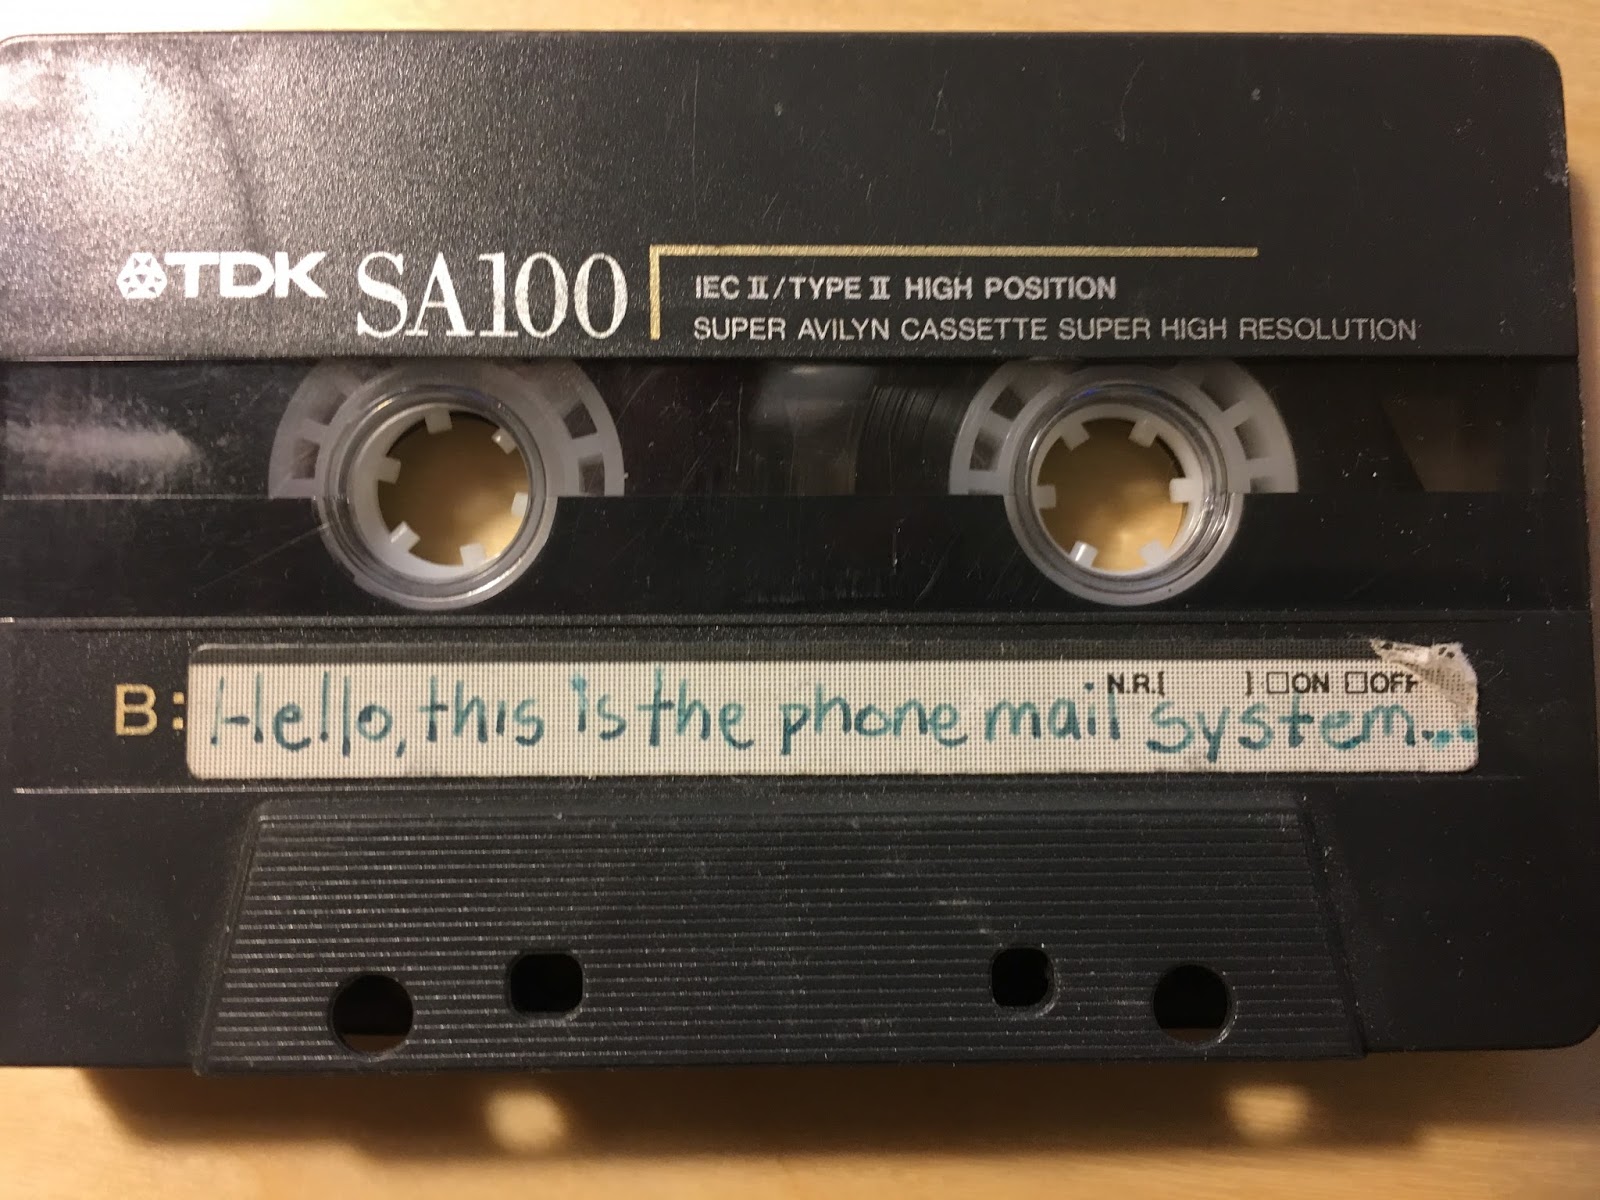 TDK SA100
IEC II/TYPE II HIGH POSITION
SUPER AVILYN CASSETTE SUPER HIGH RESOLUTION
N.R.[ ] □ON □OFF
B: Hello, this is the phone mail system...